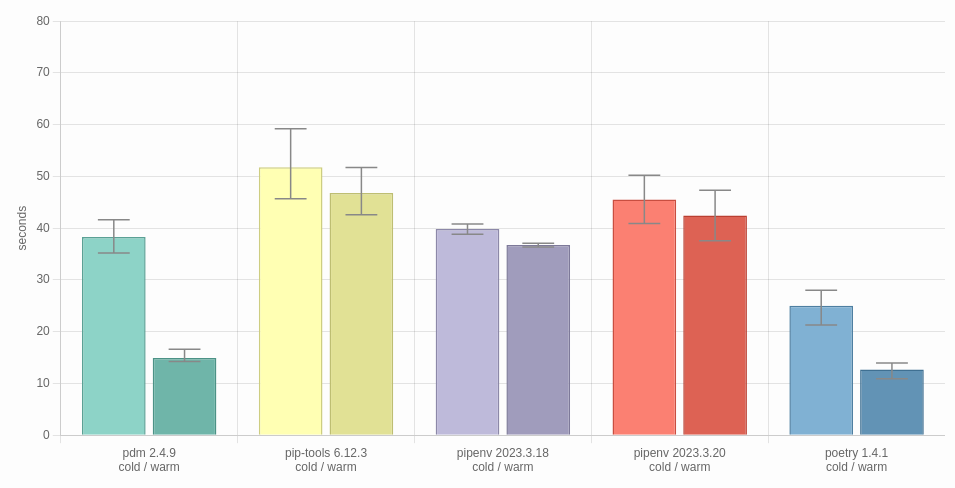 80
70
60
50
40
30
20
10
0
seconds
pdm 2.4.9
cold / warm
pip-tools 6.12.3
cold / warm
pipenv 2023.3.18
cold / warm
pipenv 2023.3.20
cold / warm
poetry 1.4.1
cold / warm